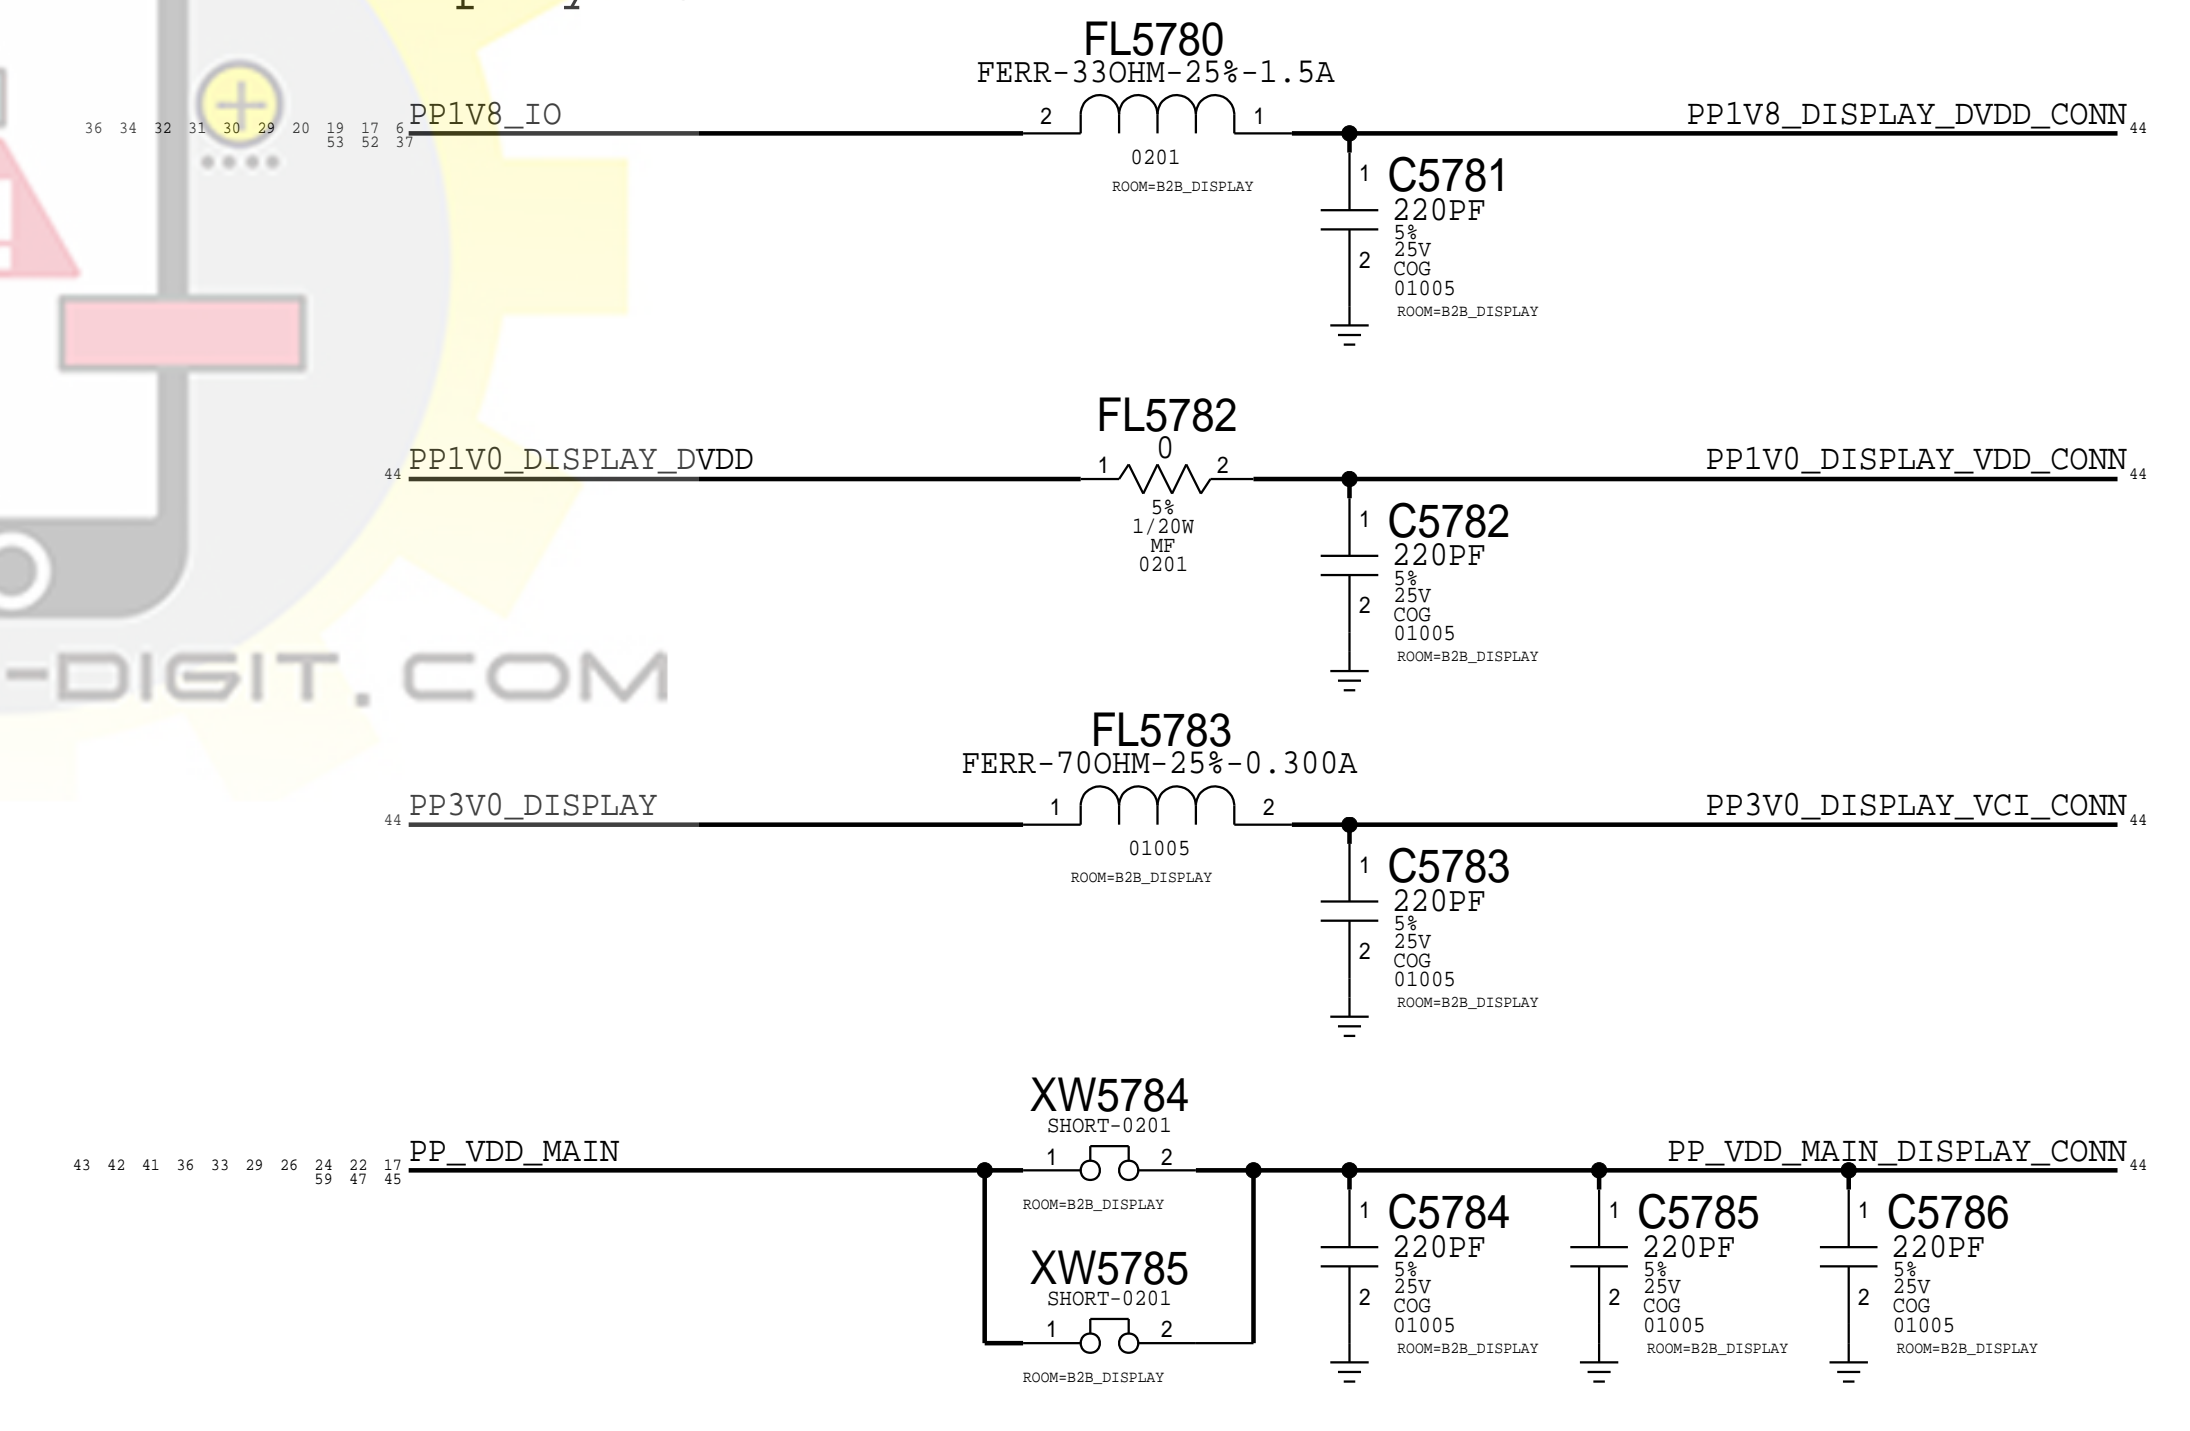 FL5780
FERR-33OHM-25%-1.5A
PP1V8_IO
2
1
PP1V8_DISPLAY_DVDD_CONN
44
36 34 32 31 30 29 20 19 17 6
53 52 37
0201
ROOM=B2B_DISPLAY
1
C5781
220PF
5%
25V
2
COG
01005
ROOM=B2B_DISPLAY
FL5782
0
44
PP1V0_DISPLAY_DVDD
1
2
PP1V0_DISPLAY_VDD_CONN
44
5%
1/20W
MF
0201
1
C5782
220PF
5%
25V
2
COG
01005
ROOM=B2B_DISPLAY
-DIGIT.COM
FL5783
FERR-70OHM-25%-0.300A
44
PP3V0_DISPLAY
1
2
PP3V0_DISPLAY_VCI_CONN
44
01005
ROOM=B2B_DISPLAY
1
C5783
220PF
5%
25V
2
COG
01005
ROOM=B2B_DISPLAY
XW5784
SHORT-0201
PP_VDD_MAIN
1
2
PP_VDD_MAIN_DISPLAY_CONN
44
43 42 41 36 33 29 26 24 22 17
59 47 45
ROOM=B2B_DISPLAY
XW5785
SHORT-0201
1
2
ROOM=B2B_DISPLAY
1
C5784
220PF
5%
25V
2
COG
01005
ROOM=B2B_DISPLAY
1
C5785
220PF
5%
25V
2
COG
01005
ROOM=B2B_DISPLAY
1
C5786
220PF
5%
25V
2
COG
01005
ROOM=B2B_DISPLAY